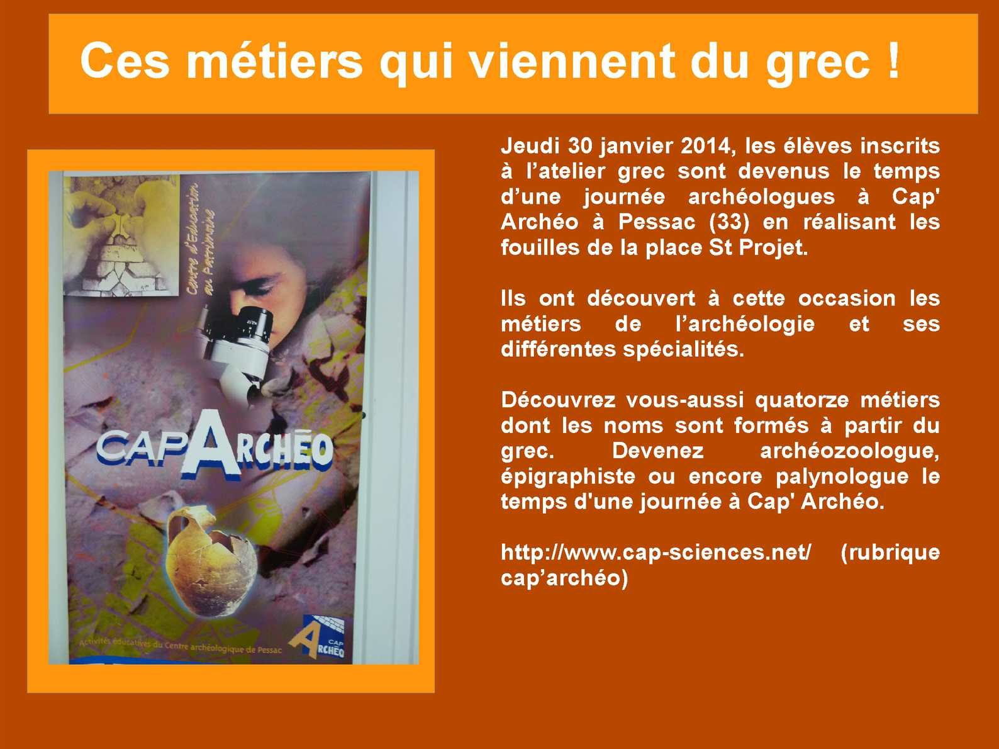 Ces métiers qui viennent du grec !
Centre d'Education
au Patrimoine
CAP ARCHÉO
Activités éducatives du Centre archéologique de Pessac
CAP
ARCHÉO
Jeudi 30 janvier 2014, les élèves inscrits
à l’atelier grec sont devenus le temps
d’une journée archéologues à Cap'
Archéo à Pessac (33) en réalisant les
fouilles de la place St Projet.
Ils ont découvert à cette occasion les
métiers de l’archéologie et ses
différentes spécialités.
Découvrez vous-aussi quatorze métiers
dont les noms sont formés à partir du
grec. Devenez archéozoologue,
épigraphiste ou encore palynologue le
temps d'une journée à Cap' Archéo.
http://www.cap-sciences.net/ (rubrique
cap’archéo)